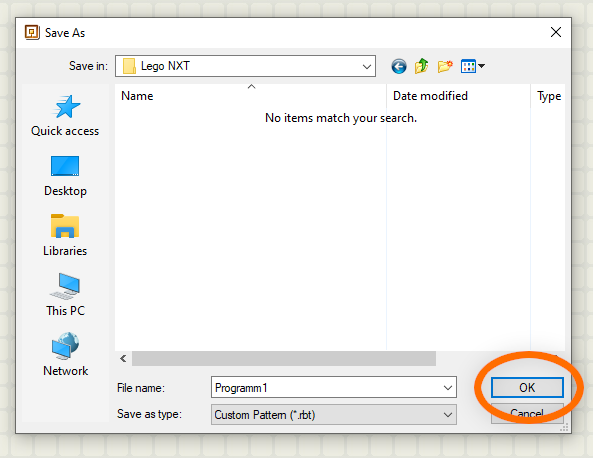 Save As
Save in: Lego NXT
Name Date modified Type
No items match your search.
Quick access
Desktop
Libraries
This PC
Network
File name: Programm1 OK
Save as type: Custom Pattern (*.rbt) Cancel